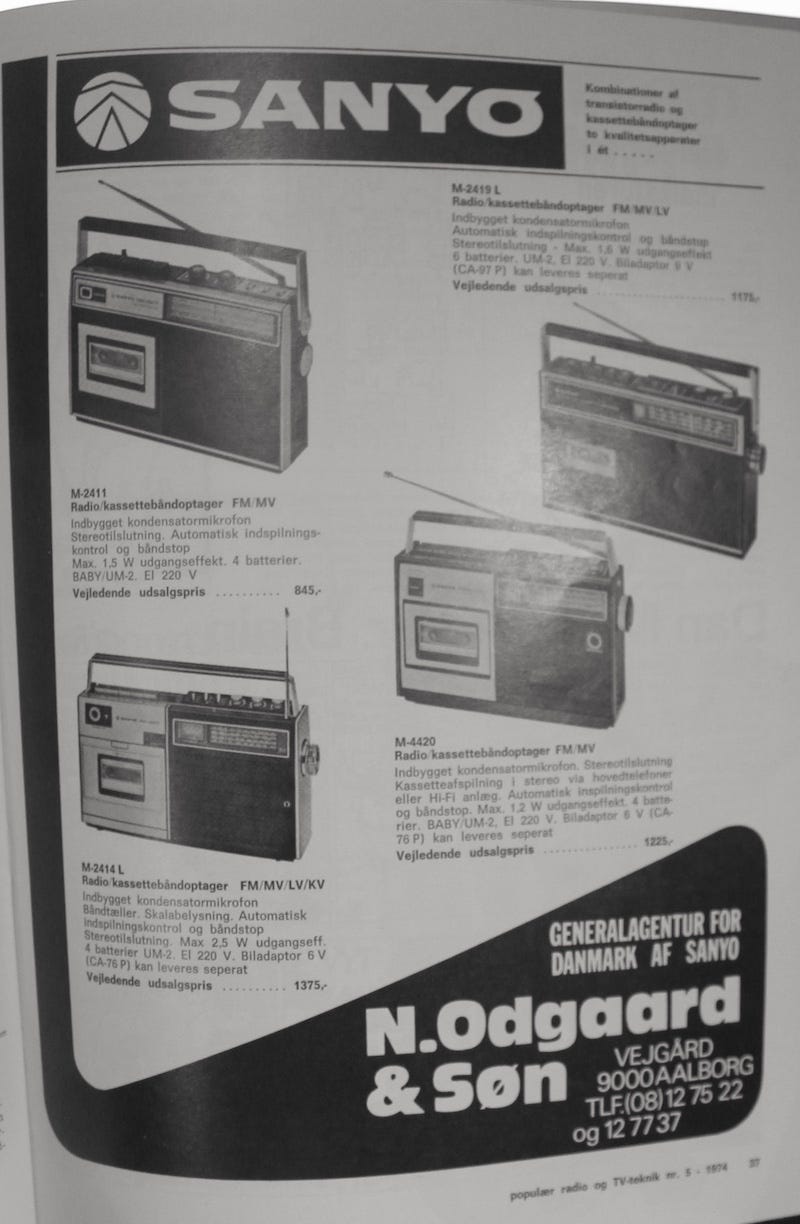 SANYO
Kombinationer af
transistorradio og
kassettebåndoptager
to kvalitetsapparater
i ét . . . . .
M-2419 L
Radio/kassettebåndoptager FM/MV/LV
Indbygget kondensatormikrofon
Automatisk indspilningskontrol og båndstop
Stereotilslutning - Max. 1,6 W udgangseffekt
6 batterier. UM-2, El 220 V. Biladaptor 9 V
(CA-97 P) kan leveres seperat
Vejledende udsalgspris .................... 1175,-
M-2411
Radio/kassettebåndoptager FM/MV
Indbygget kondensatormikrofon
Stereotilslutning. Automatisk indspilnings-
kontrol og båndstop
Max. 1,5 W udgangseffekt. 4 batterier.
BABY/UM-2. El 220 V
Vejledende udsalgspris .......... 845,-
M-4420
Radio/kassettebåndoptager FM/MV
Indbygget kondensatormikrofon. Stereotilslutning
Kassetteafspilning i stereo via hovedtelefoner
eller Hi-Fi anlæg. Automatisk inspilningskontrol
og båndstop. Max. 1,2 W udgangseffekt. 4 batte-
rier. BABY/UM-2, El 220 V. Biladaptor 6 V (CA-
76 P) kan leveres seperat
Vejledende udsalgspris ............... 1225,-
M-2414 L
Radio/kassettebåndoptager FM/MV/LV/KV
Indbygget kondensatormikrofon
Båndtæller. Skalabelysning. Automatisk
indspilningskontrol og båndstop
Stereotilslutning. Max 2,5 W udgangseff.
4 batterier UM-2. El 220 V. Biladaptor 6 V
(CA-76 P) kan leveres seperat
Vejledende udsalgspris .......... 1375,-
GENERALAGENTUR FOR
DANMARK AF SANYO
N.Odgaard
& Søn
VEJGÅRD
9000 AALBORG
TLF.(08) 12 75 22
og 12 77 37
populær radio og TV-teknik nr. 5 - 1974 37